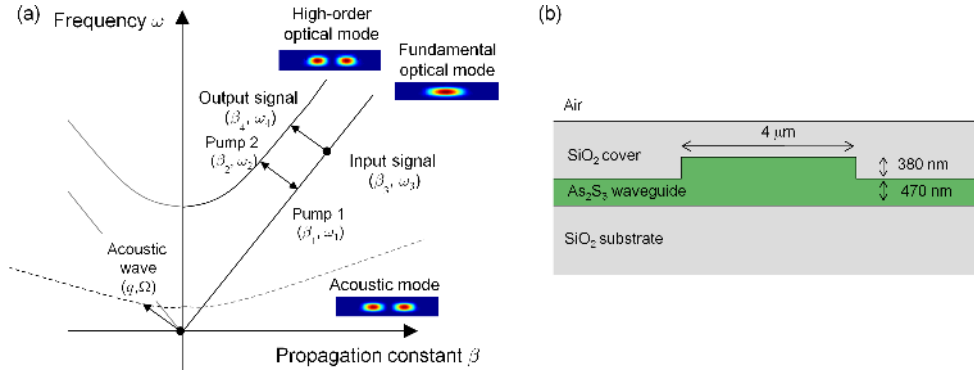 (a)
Frequency ω
High-order
optical mode
Fundamental
optical mode
Output signal
(β₄, ω₄)
Pump 2
(β₂, ω₂)
Input signal
(β₃, ω₃)
Pump 1
(β₁, ω₁)
Acoustic
wave
(q,Ω)
Acoustic mode
Propagation constant β
(b)
Air
4 μm
SiO₂ cover
380 nm
As₂S₃ waveguide
470 nm
SiO₂ substrate